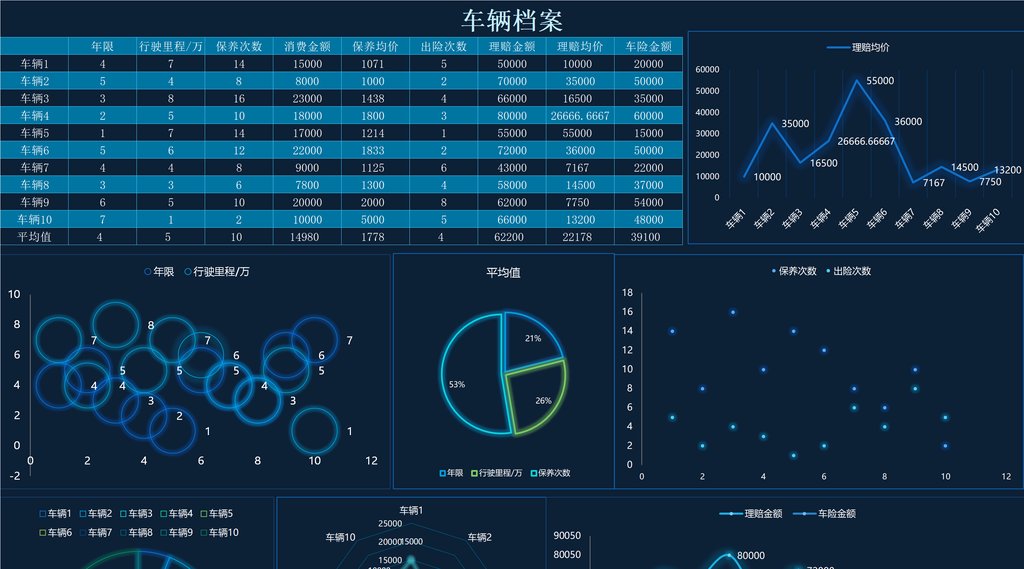 车辆档案
年限 行驶里程/万 保养次数 消费金额 保养均价 出险次数 理赔金额 理赔均价 车险金额
车辆1 4 7 14 15000 1071 5 50000 10000 20000
车辆2 5 4 8 8000 1000 2 70000 35000 50000
车辆3 3 8 16 23000 1438 4 66000 16500 35000
车辆4 2 5 10 18000 1800 3 80000 26666.6667 60000
车辆5 1 7 14 17000 1214 1 55000 55000 15000
车辆6 5 6 12 22000 1833 2 72000 36000 50000
车辆7 4 4 8 9000 1125 6 43000 7167 22000
车辆8 3 3 6 7800 1300 4 58000 14500 37000
车辆9 6 5 10 20000 2000 8 62000 7750 54000
车辆10 7 1 2 10000 5000 5 66000 13200 48000
平均值 4 5 10 14980 1778 4 62200 22178 39100
理赔均价
60000
50000
40000
30000
20000
10000
0
55000
35000
36000
26666.66667
16500
10000
14500
13200
7167
7750
车辆1 车辆2 车辆3 车辆4 车辆5 车辆6 车辆7 车辆8 车辆9 车辆10
年限 行驶里程/万
10
8
6
4
2
0
-2
8
7 7 7
6 6
5 5 5 5
4 4 4
3 3
2
1 1
0 2 4 6 8 10 12
平均值
21%
53%
26%
年限 行驶里程/万 保养次数
保养次数 出险次数
18
16
14
12
10
8
6
4
2
0
0 2 4 6 8 10 12
车辆1 车辆2 车辆3 车辆4 车辆5
车辆6 车辆7 车辆8 车辆9 车辆10
车辆1
25000
车辆10 20000 15000 车辆2
15000
理赔金额 车险金额
90050
80050
80000